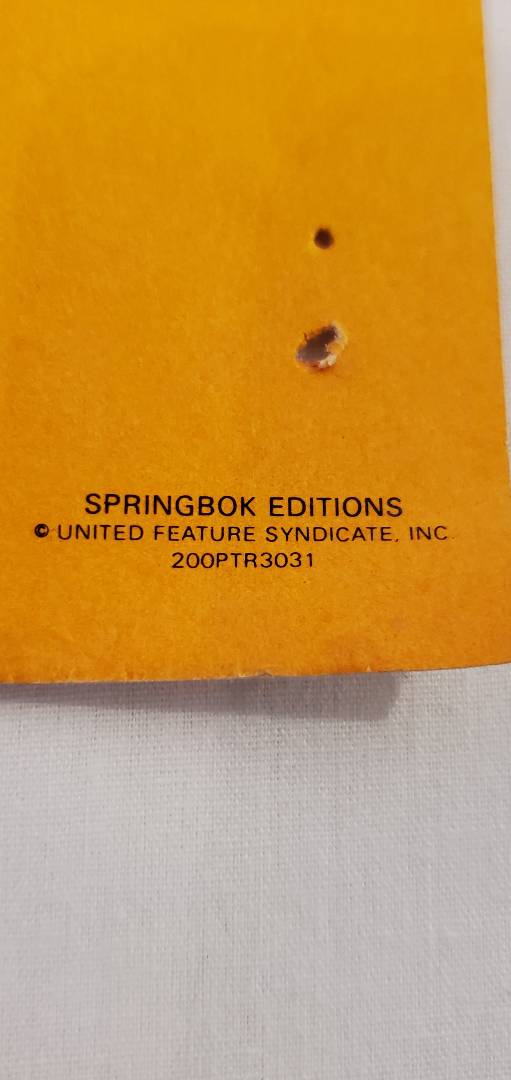 SPRINGBOK EDITIONS
© UNITED FEATURE SYNDICATE, INC.
200PTR3031